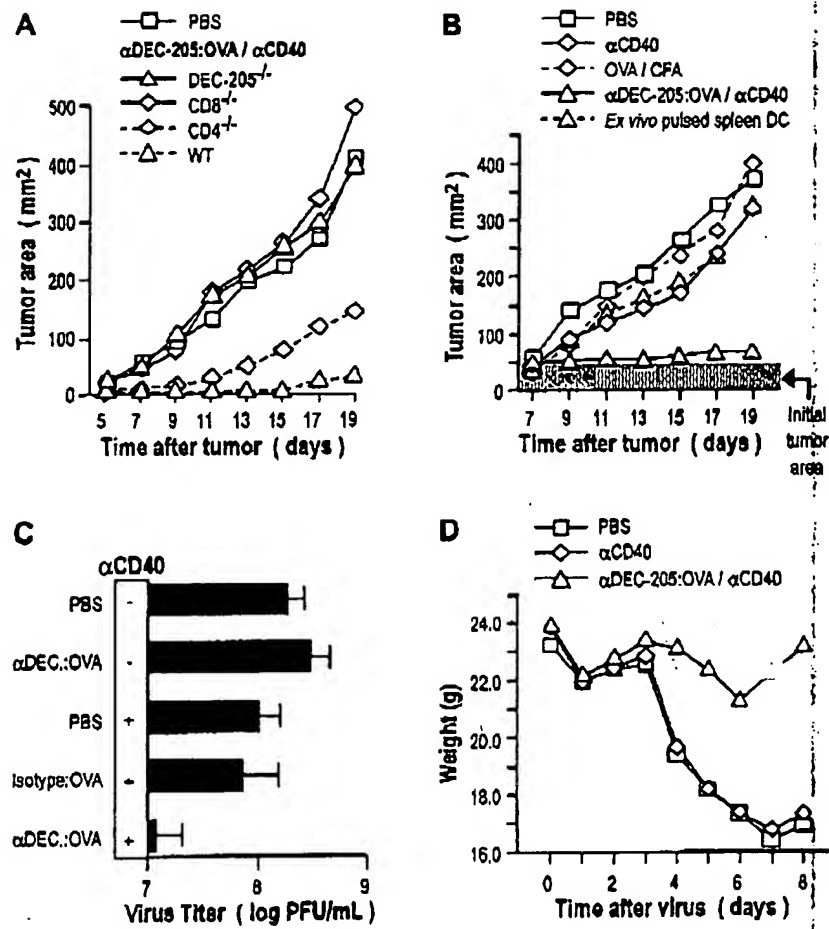 A
PBS
αDEC-205:OVA / αCD40
DEC-205-/-
CD8-/-
CD4-/-
WT
500
400
300
200
100
0
Tumor area ( mm2 )
5 7 9 11 13 15 17 19
Time after tumor ( days )
B
PBS
αCD40
OVA / CFA
αDEC-205:OVA / αCD40
Ex vivo pulsed spleen DC
400
300
200
100
0
Tumor area ( mm2 )
7 9 11 13 15 17 19
Time after tumor ( days )
Initial
tumor
area
C
αCD40
PBS -
αDEC.:OVA -
PBS +
Isotype:OVA +
αDEC.:OVA +
7 8 9
Virus Titer ( log PFU/mL )
D
PBS
αCD40
αDEC-205:OVA / αCD40
24.0
22.0
20.0
18.0
16.0
Weight (g)
0 2 4 6 8
Time after virus ( days )